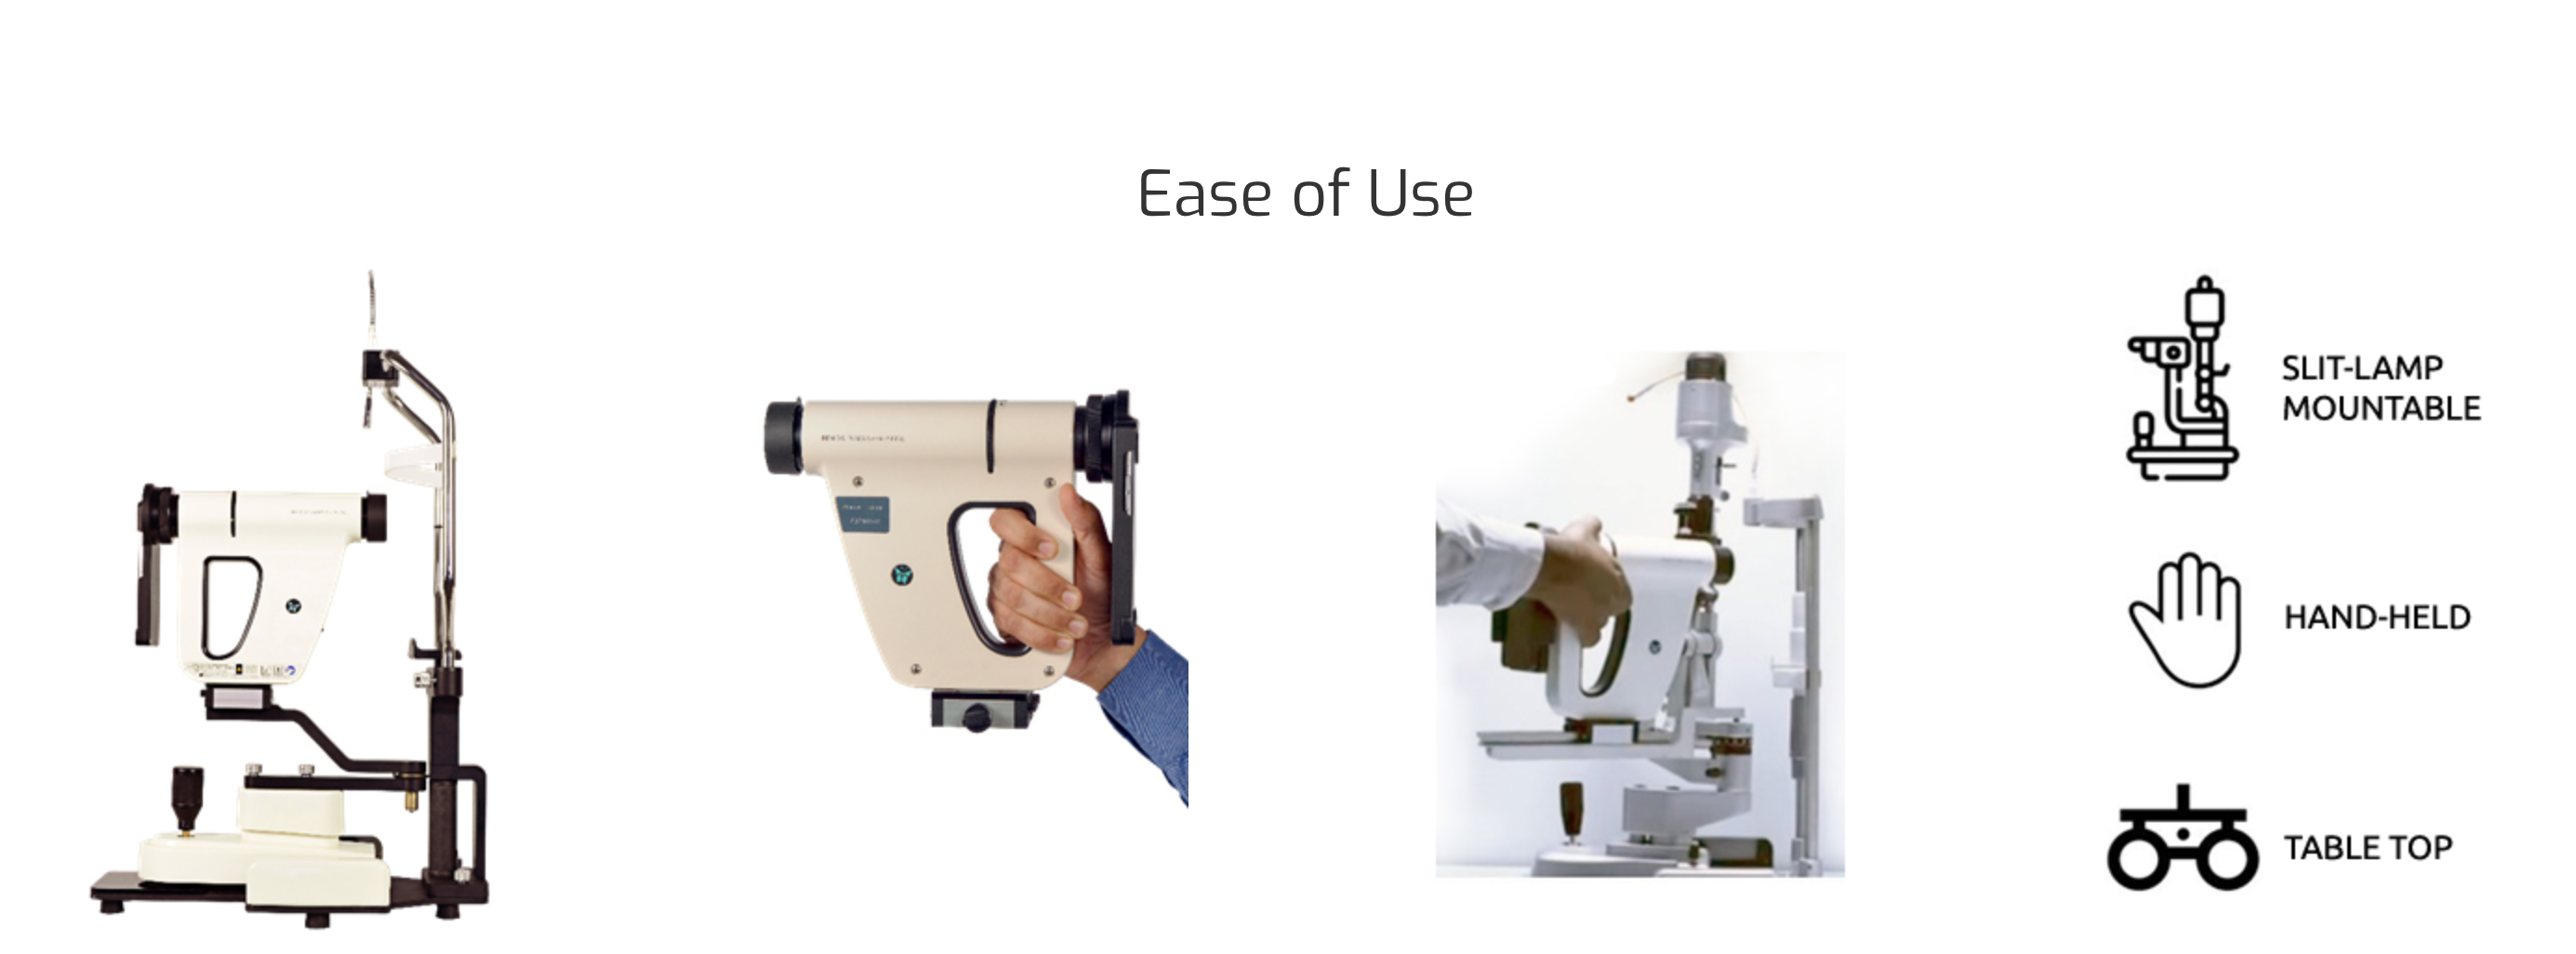 Ease of Use
SLIT-LAMP
MOUNTABLE
HAND-HELD
TABLE TOP